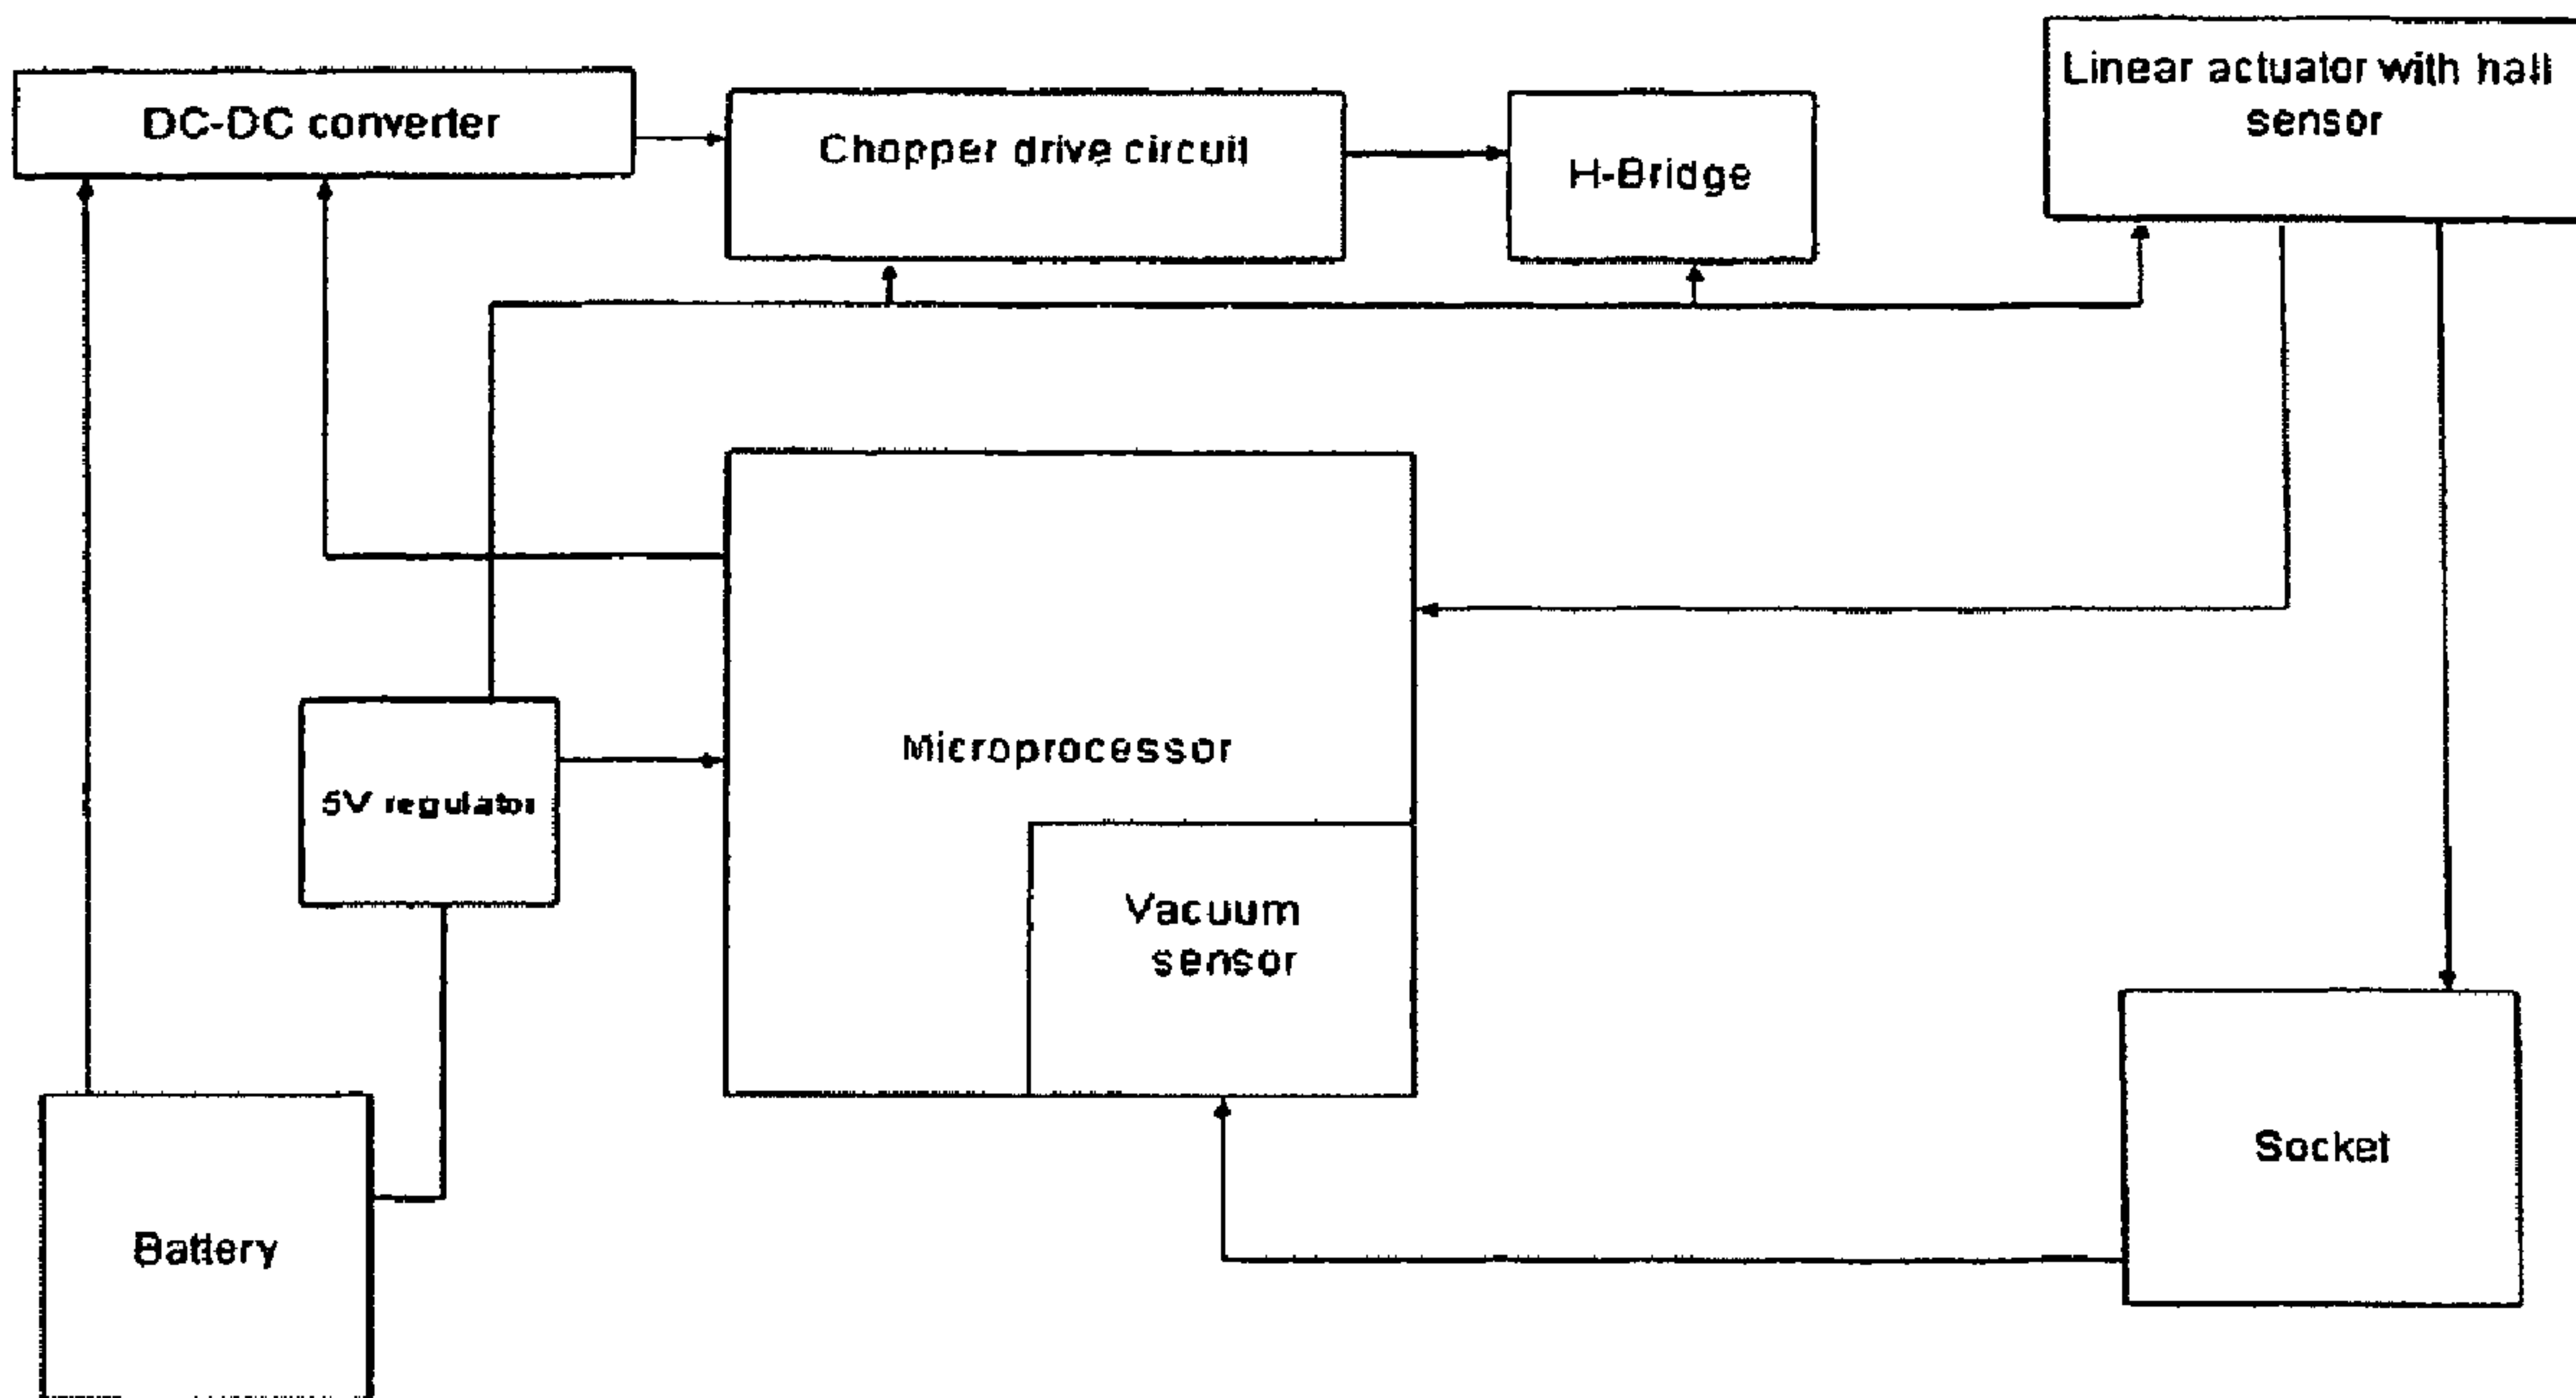 DC-DC converter
Chopper drive circuit
H-Bridge
Linear actuator with hall
sensor
Microprocessor
5V regulator
Vacuum
sensor
Battery
Socket